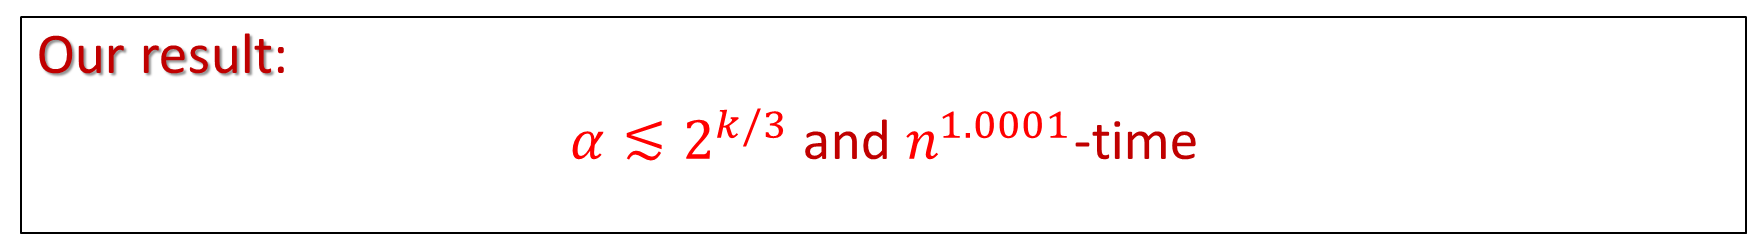 Our result:
α ≲ 2^{k/3} and n^{1.0001}-time